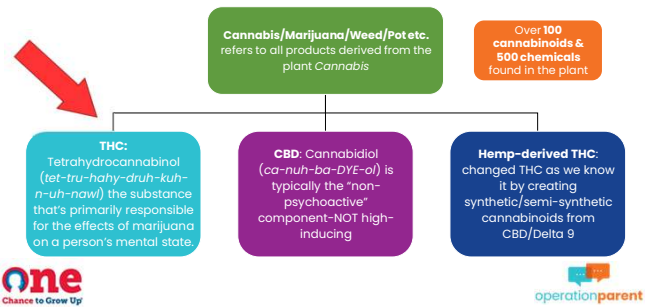 Cannabis/Marijuana/Weed/Pot etc.
refers to all products derived from the
plant Cannabis
Over 100
cannabinoids &
500 chemicals
found in the plant
THC:
Tetrahydrocannabinol
(tet-tru-hahy-druh-kuh-
n-uh-nawl) the substance
that's primarily responsible
for the effects of marijuana
on a person's mental state.
CBD: Cannabidiol
(ca-nuh-ba-DYE-ol) is
typically the "non-
psychoactive"
component-NOT high-
inducing
Hemp-derived THC:
changed THC as we know
it by creating
synthetic/semi-synthetic
cannabinoids from
CBD/Delta 9
One
Chance to Grow Up
operationparent